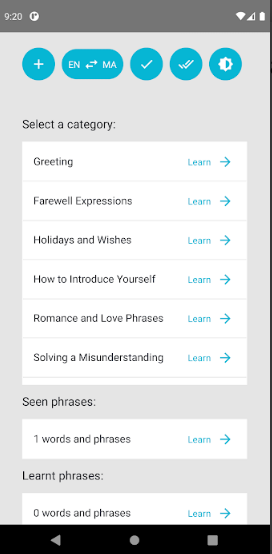 9:20
EN MA
Select a category:
Greeting Learn
Farewell Expressions Learn
Holidays and Wishes Learn
How to Introduce Yourself Learn
Romance and Love Phrases Learn
Solving a Misunderstanding Learn
Seen phrases:
1 words and phrases Learn
Learnt phrases:
0 words and phrases Learn